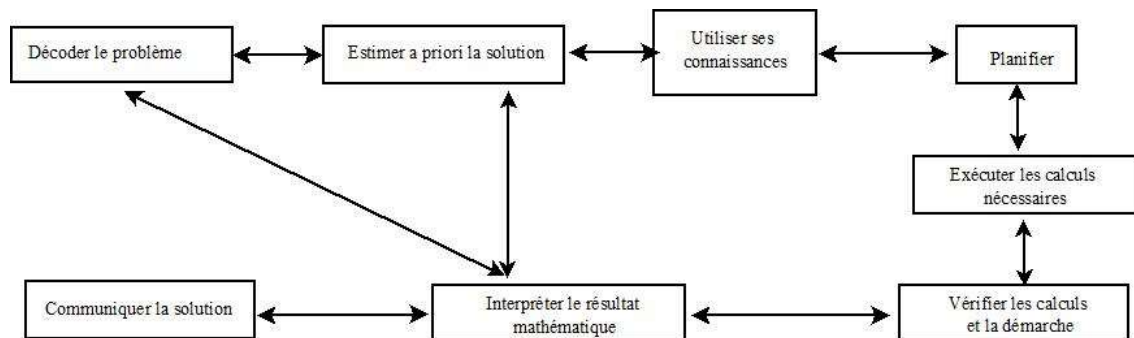 Décoder le problème
Estimer a priori la solution
Utiliser ses
connaissances
Planifier
Exécuter les calculs
nécessaires
Communiquer la solution
Interpréter le résultat
mathématique
Vérifier les calculs
et la démarche